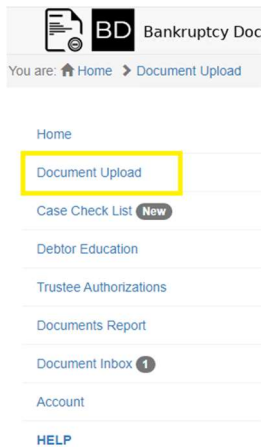 BD Bankruptcy Doc
You are: Home > Document Upload
Home
Document Upload
Case Check List New
Debtor Education
Trustee Authorizations
Documents Report
Document Inbox 1
Account
HELP